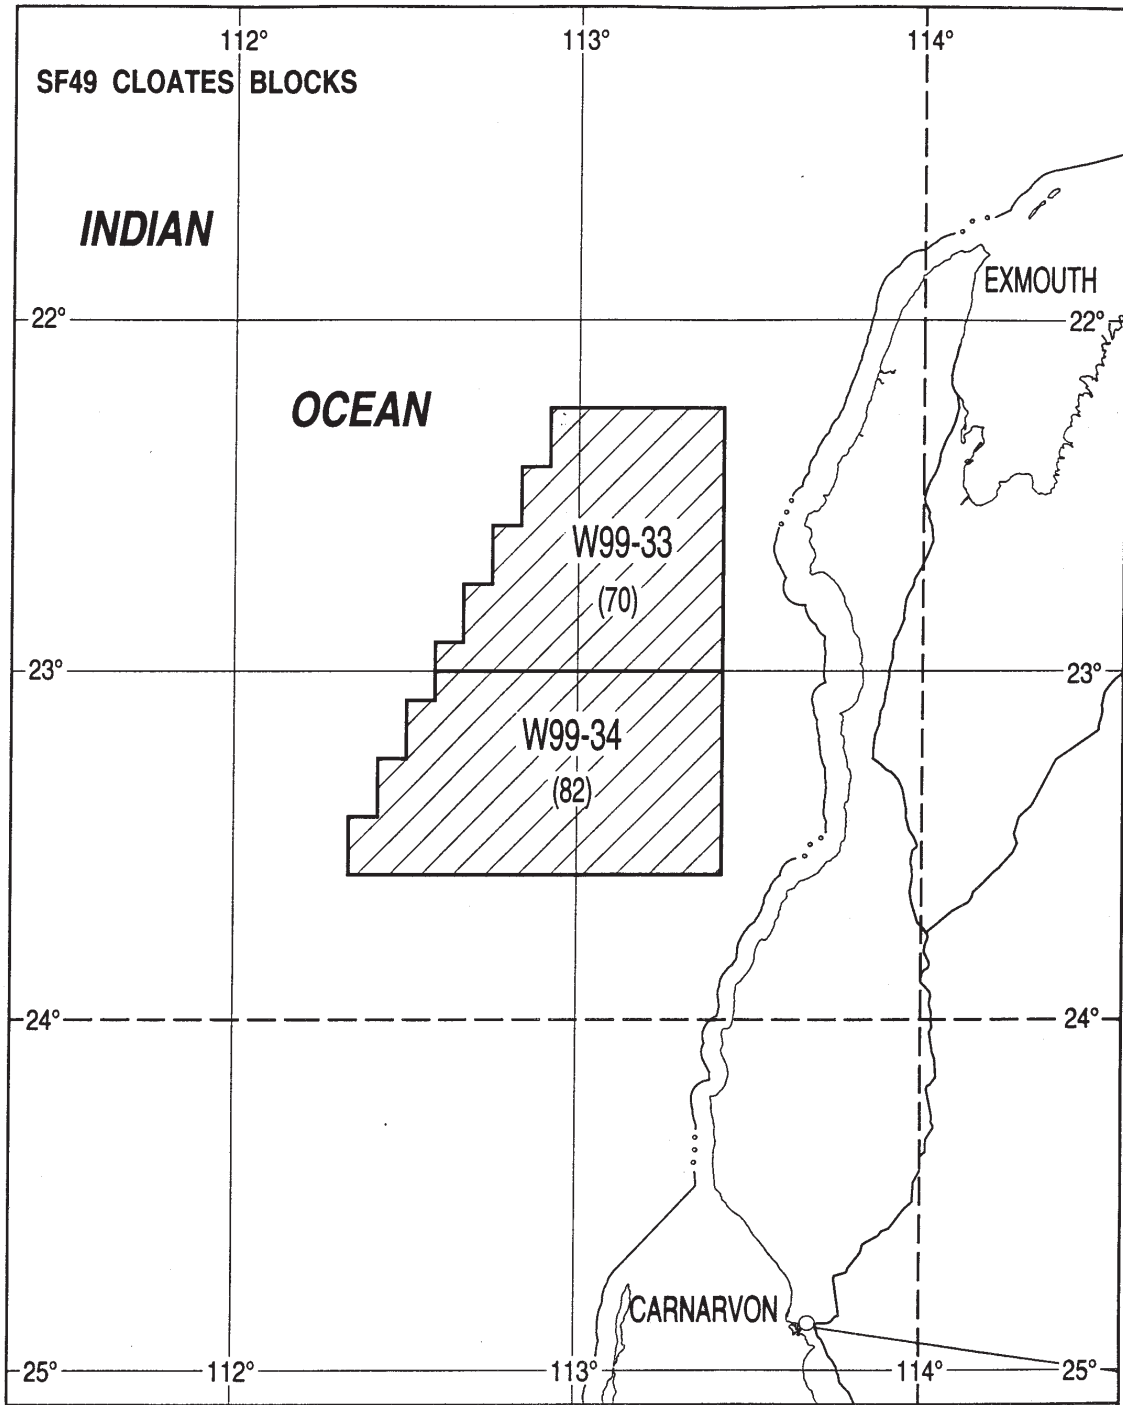 112° 113° 114°
SF49 CLOATES BLOCKS
INDIAN
EXMOUTH
22° 22°
OCEAN
W99-33
(70)
23° 23°
W99-34
(82)
24° 24°
CARNARVON
25° 112° 113° 114° 25°